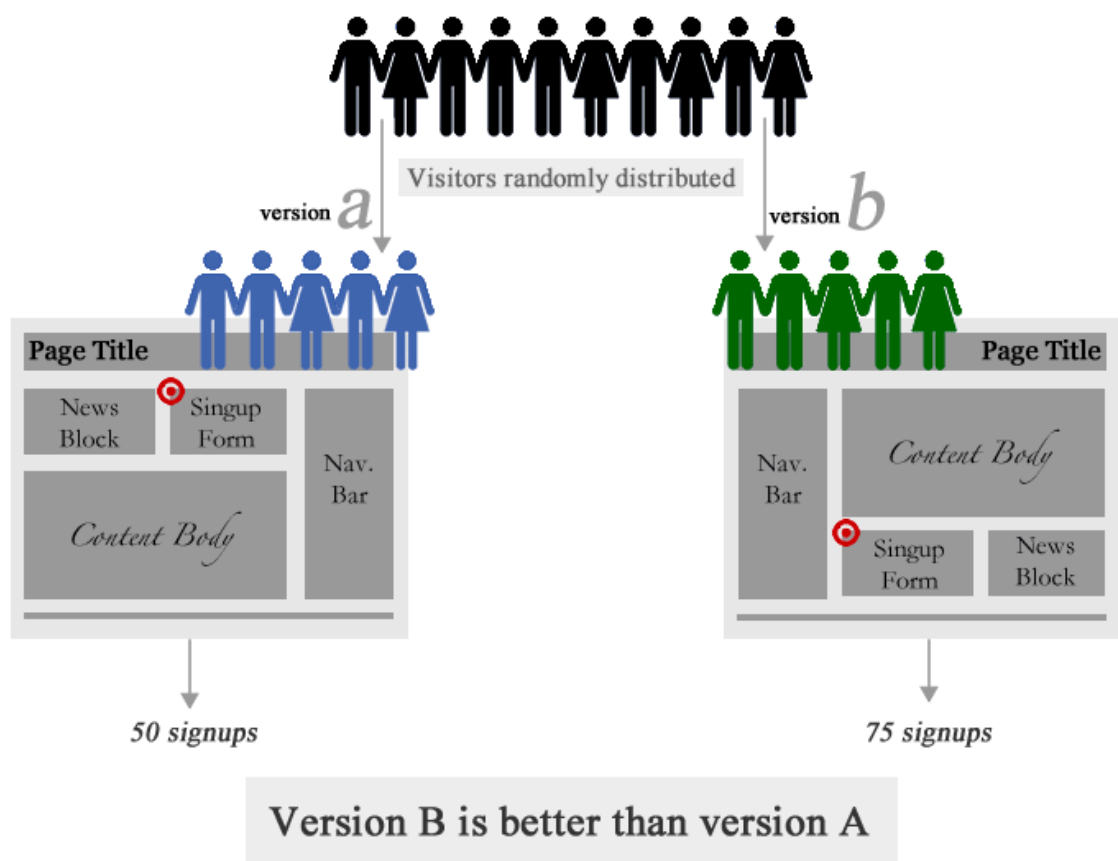 Visitors randomly distributed
version a
version b
Page Title
News
Block
Singup
Form
Nav.
Bar
Content Body
Page Title
Nav.
Bar
Content Body
Singup
Form
News
Block
50 signups
75 signups
Version B is better than version A